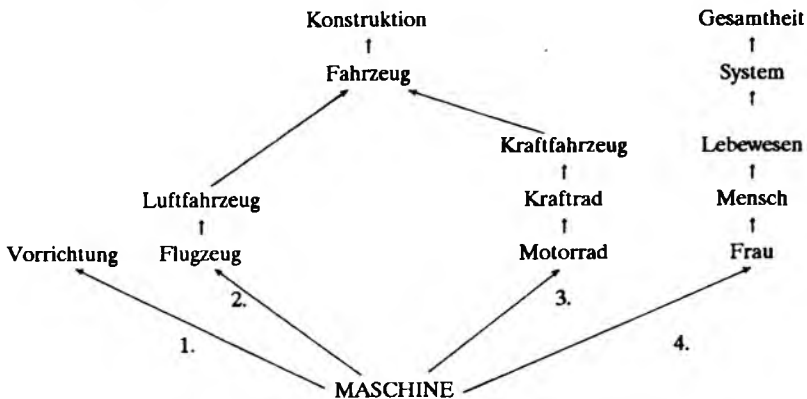 Konstruktion Gesamtheit
↑ ↑
Fahrzeug System
↑
Kraftfahrzeug Lebewesen
↑ ↑
Luftfahrzeug Kraftrad Mensch
↑ ↑ ↑
Vorrichtung Flugzeug Motorrad Frau
2. 3.
1. 4.
MASCHINE